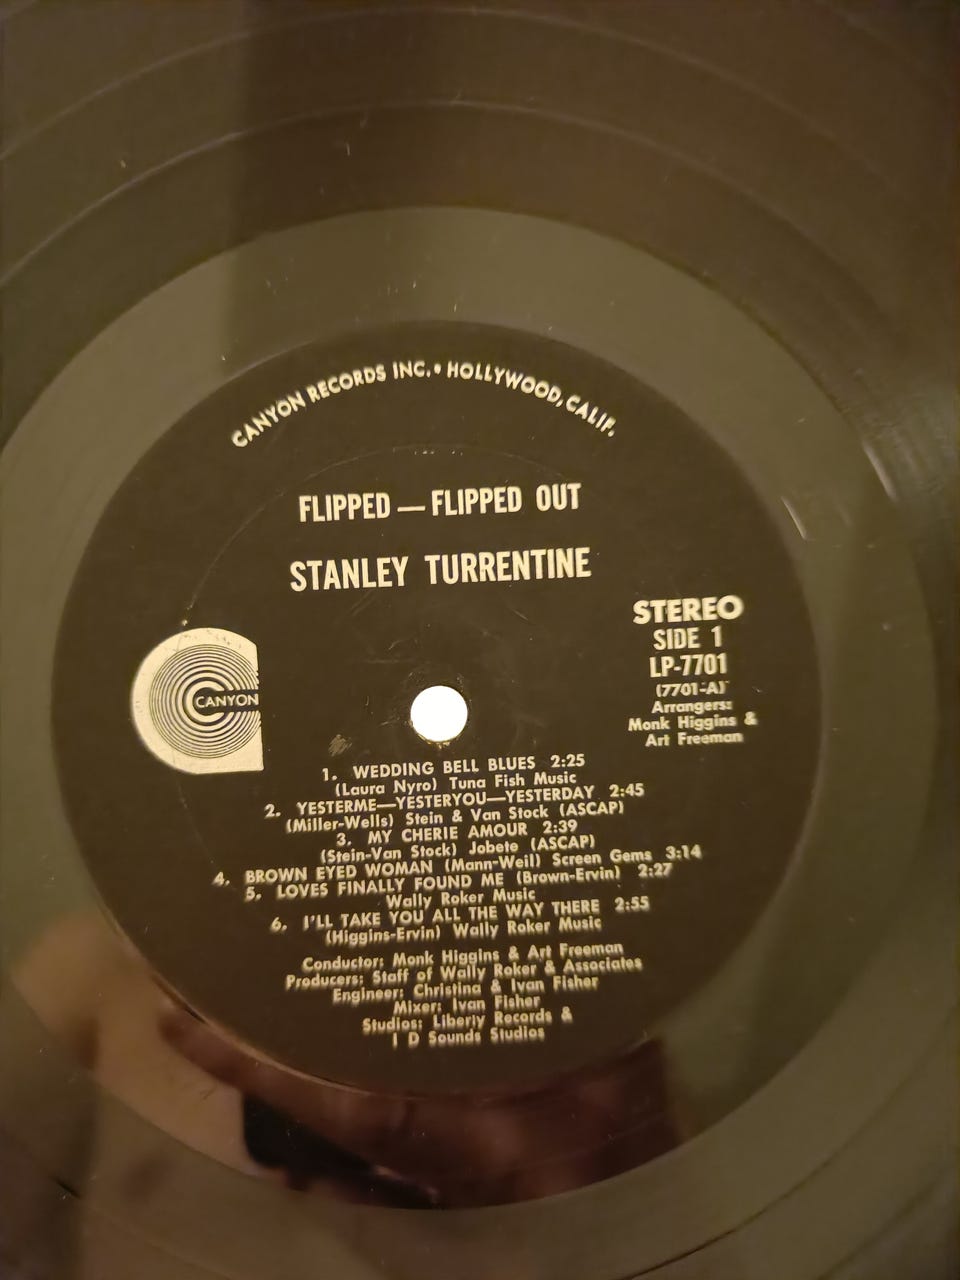 CANYON RECORDS INC. • HOLLYWOOD, CALIF.
FLIPPED — FLIPPED OUT
STANLEY TURRENTINE
STEREO
SIDE 1
LP-7701
(7701-A)
Arrangers:
Monk Higgins &
Art Freeman
CANYON
1. WEDDING BELL BLUES 2:25
(Laura Nyro) Tuna Fish Music
2. YESTERME—YESTERYOU—YESTERDAY 2:45
(Miller-Wells) Stein & Van Stock (ASCAP)
3. MY CHERIE AMOUR 2:39
(Stein-Van Stock) Jobete (ASCAP)
4. BROWN EYED WOMAN (Mann-Weil) Screen Gems 3:14
5. LOVES FINALLY FOUND ME (Brown-Ervin) 2:27
Wally Roker Music
6. I'LL TAKE YOU ALL THE WAY THERE 2:55
(Higgins-Ervin) Wally Roker Music
Conductor: Monk Higgins & Art Freeman
Producers: Staff of Wally Roker & Associates
Engineer: Christina & Ivan Fisher
Mixer: Ivan Fisher
Studios: Liberty Records &
I D Sounds Studios